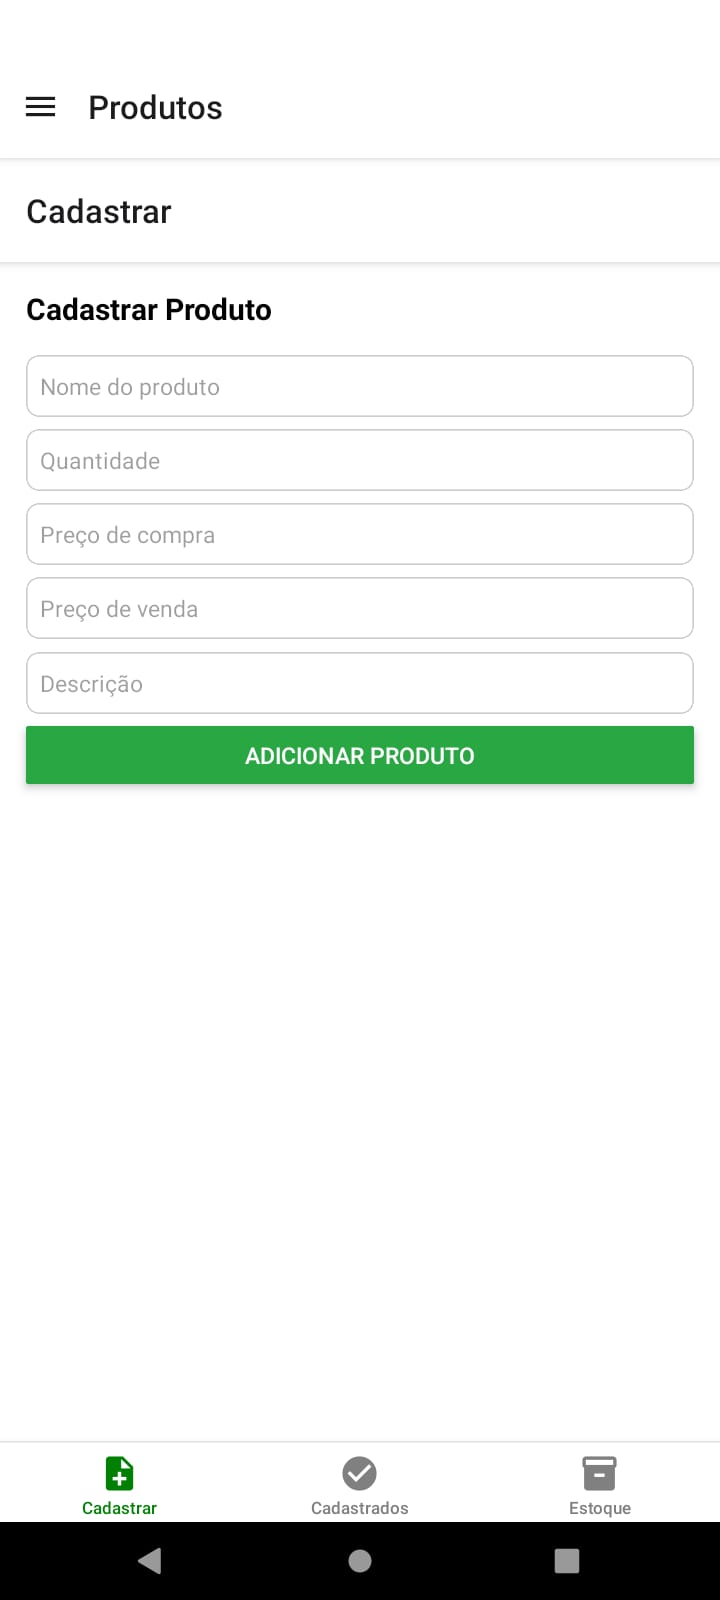 Produtos
Cadastrar
Cadastrar Produto
Nome do produto
Quantidade
Preço de compra
Preço de venda
Descrição
ADICIONAR PRODUTO
Cadastrar
Cadastrados
Estoque